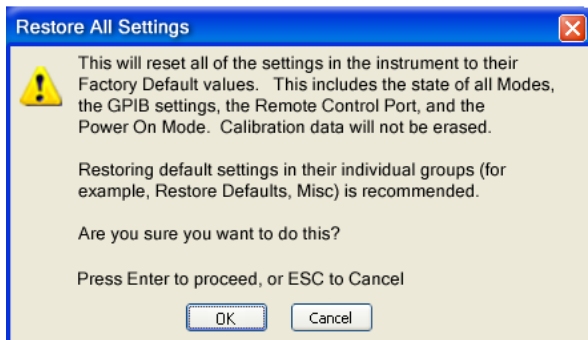 Restore All Settings
This will reset all of the settings in the instrument to their
Factory Default values. This includes the state of all Modes,
the GPIB settings, the Remote Control Port, and the
Power On Mode. Calibration data will not be erased.
Restoring default settings in their individual groups (for
example, Restore Defaults, Misc) is recommended.
Are you sure you want to do this?
Press Enter to proceed, or ESC to Cancel
OK Cancel